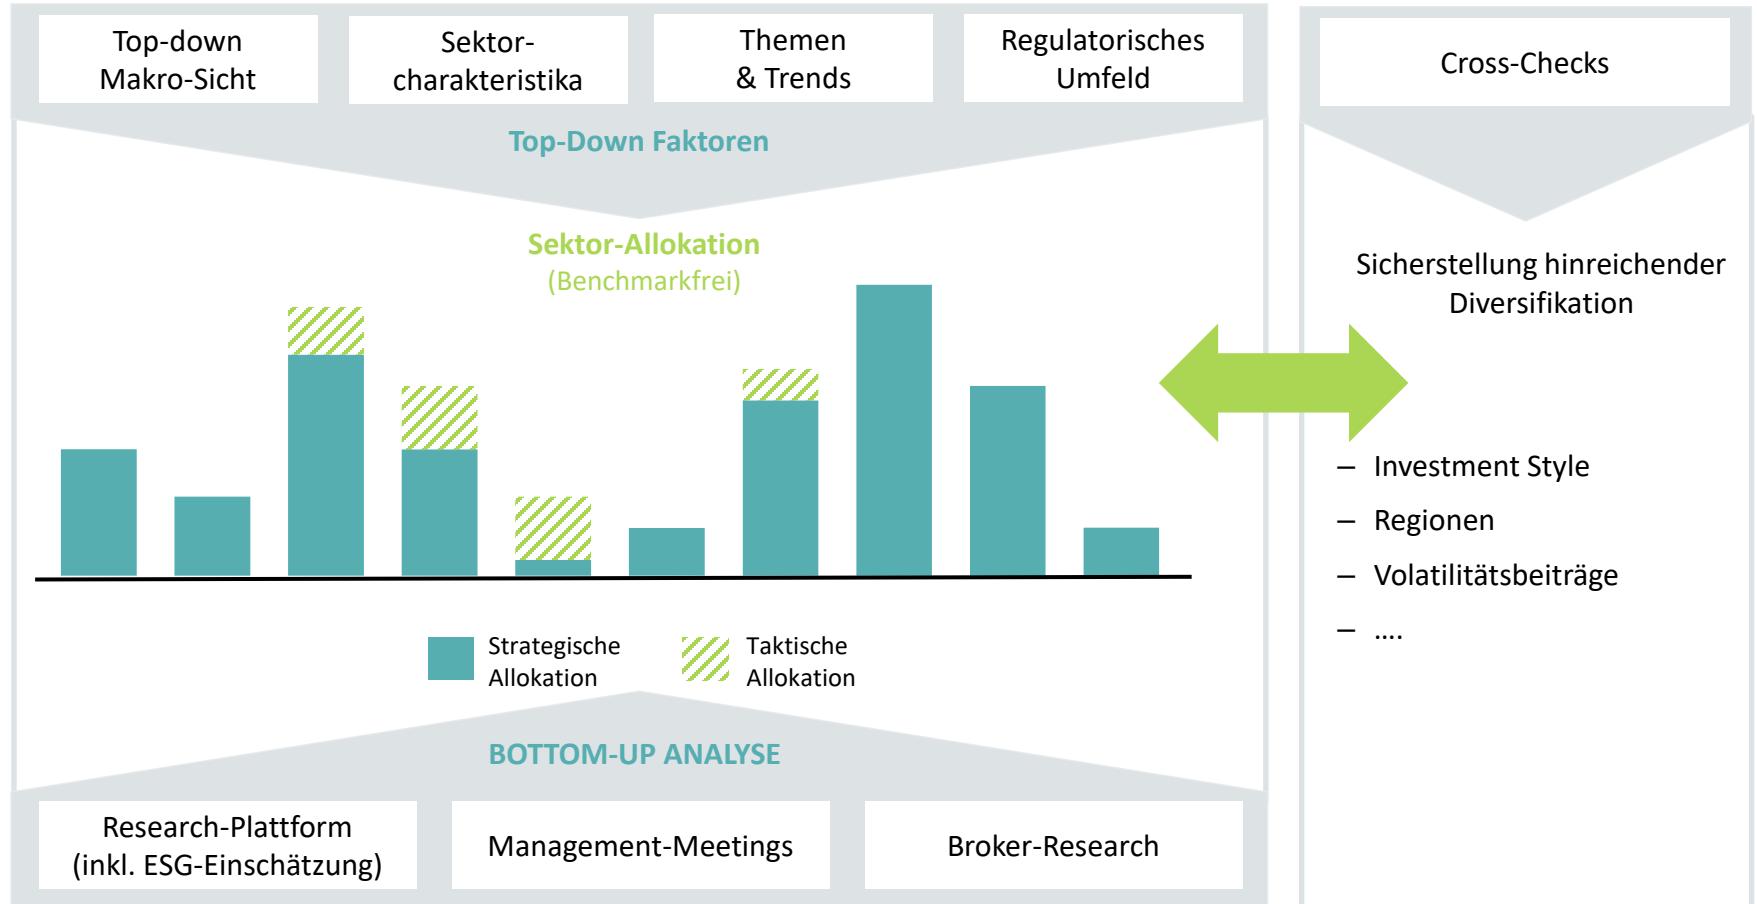 Top-down
Makro-Sicht
Sektor-
charakteristika
Themen
& Trends
Regulatorisches
Umfeld
Top-Down Faktoren
Sektor-Allokation
(Benchmarkfrei)
Strategische
Allokation
Taktische
Allokation
BOTTOM-UP ANALYSE
Research-Plattform
(inkl. ESG-Einschätzung)
Management-Meetings
Broker-Research
Cross-Checks
Sicherstellung hinreichender
Diversifikation
– Investment Style
– Regionen
– Volatilitätsbeiträge
– ....